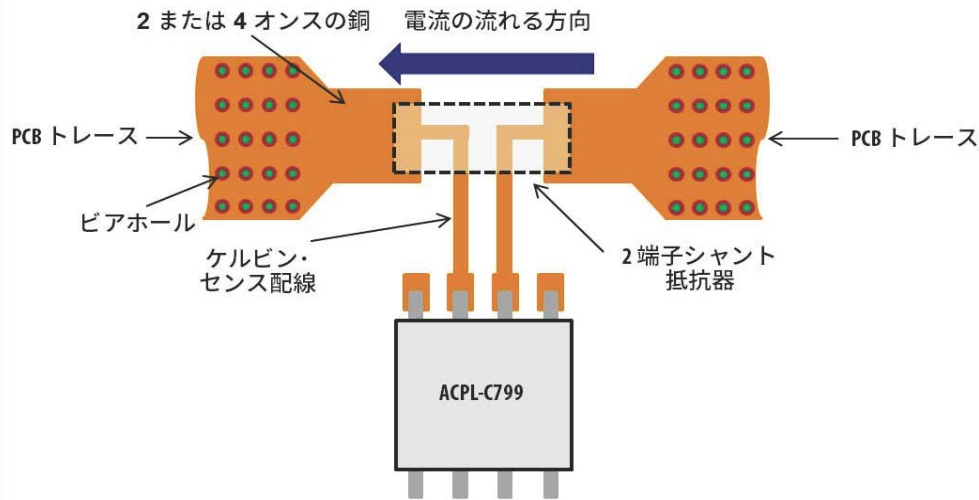 2 または 4 オンスの銅
電流の流れる方向
PCB トレース
PCB トレース
ビアホール
ケルビン・
センス配線
2 端子シャント
抵抗器
ACPL-C799